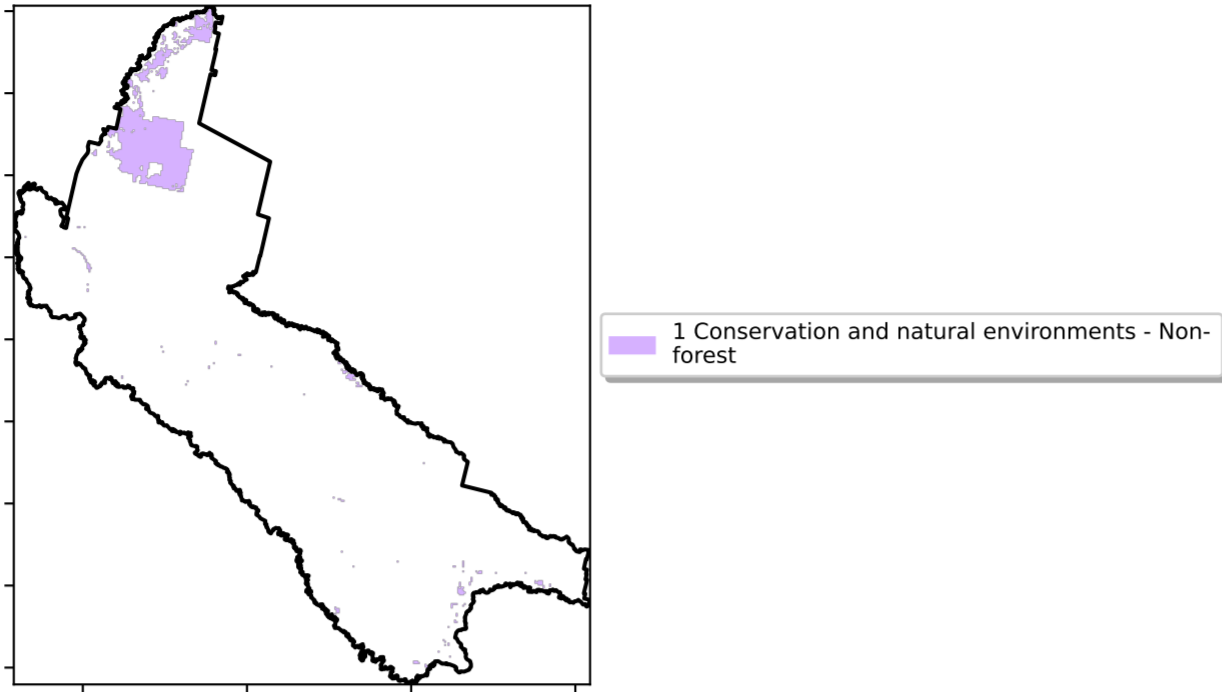 1 Conservation and natural environments - Non-
forest